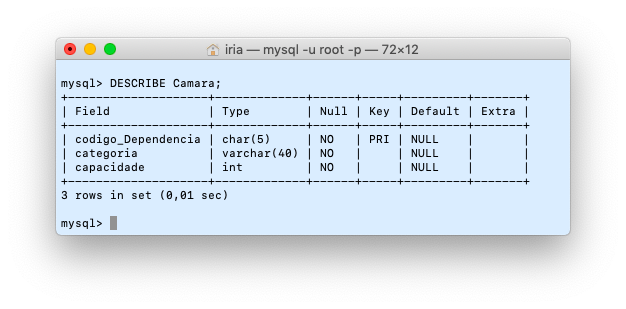 iria — mysql -u root -p — 72×12
mysql> DESCRIBE Camara;
+--------------------+-------------+------+-----+---------+-------+
| Field              | Type        | Null | Key | Default | Extra |
+--------------------+-------------+------+-----+---------+-------+
| codigo_Dependencia | char(5)     | NO   | PRI | NULL    |       |
| categoria          | varchar(40) | NO   |     | NULL    |       |
| capacidade         | int         | NO   |     | NULL    |       |
+--------------------+-------------+------+-----+---------+-------+
3 rows in set (0,01 sec)
mysql>